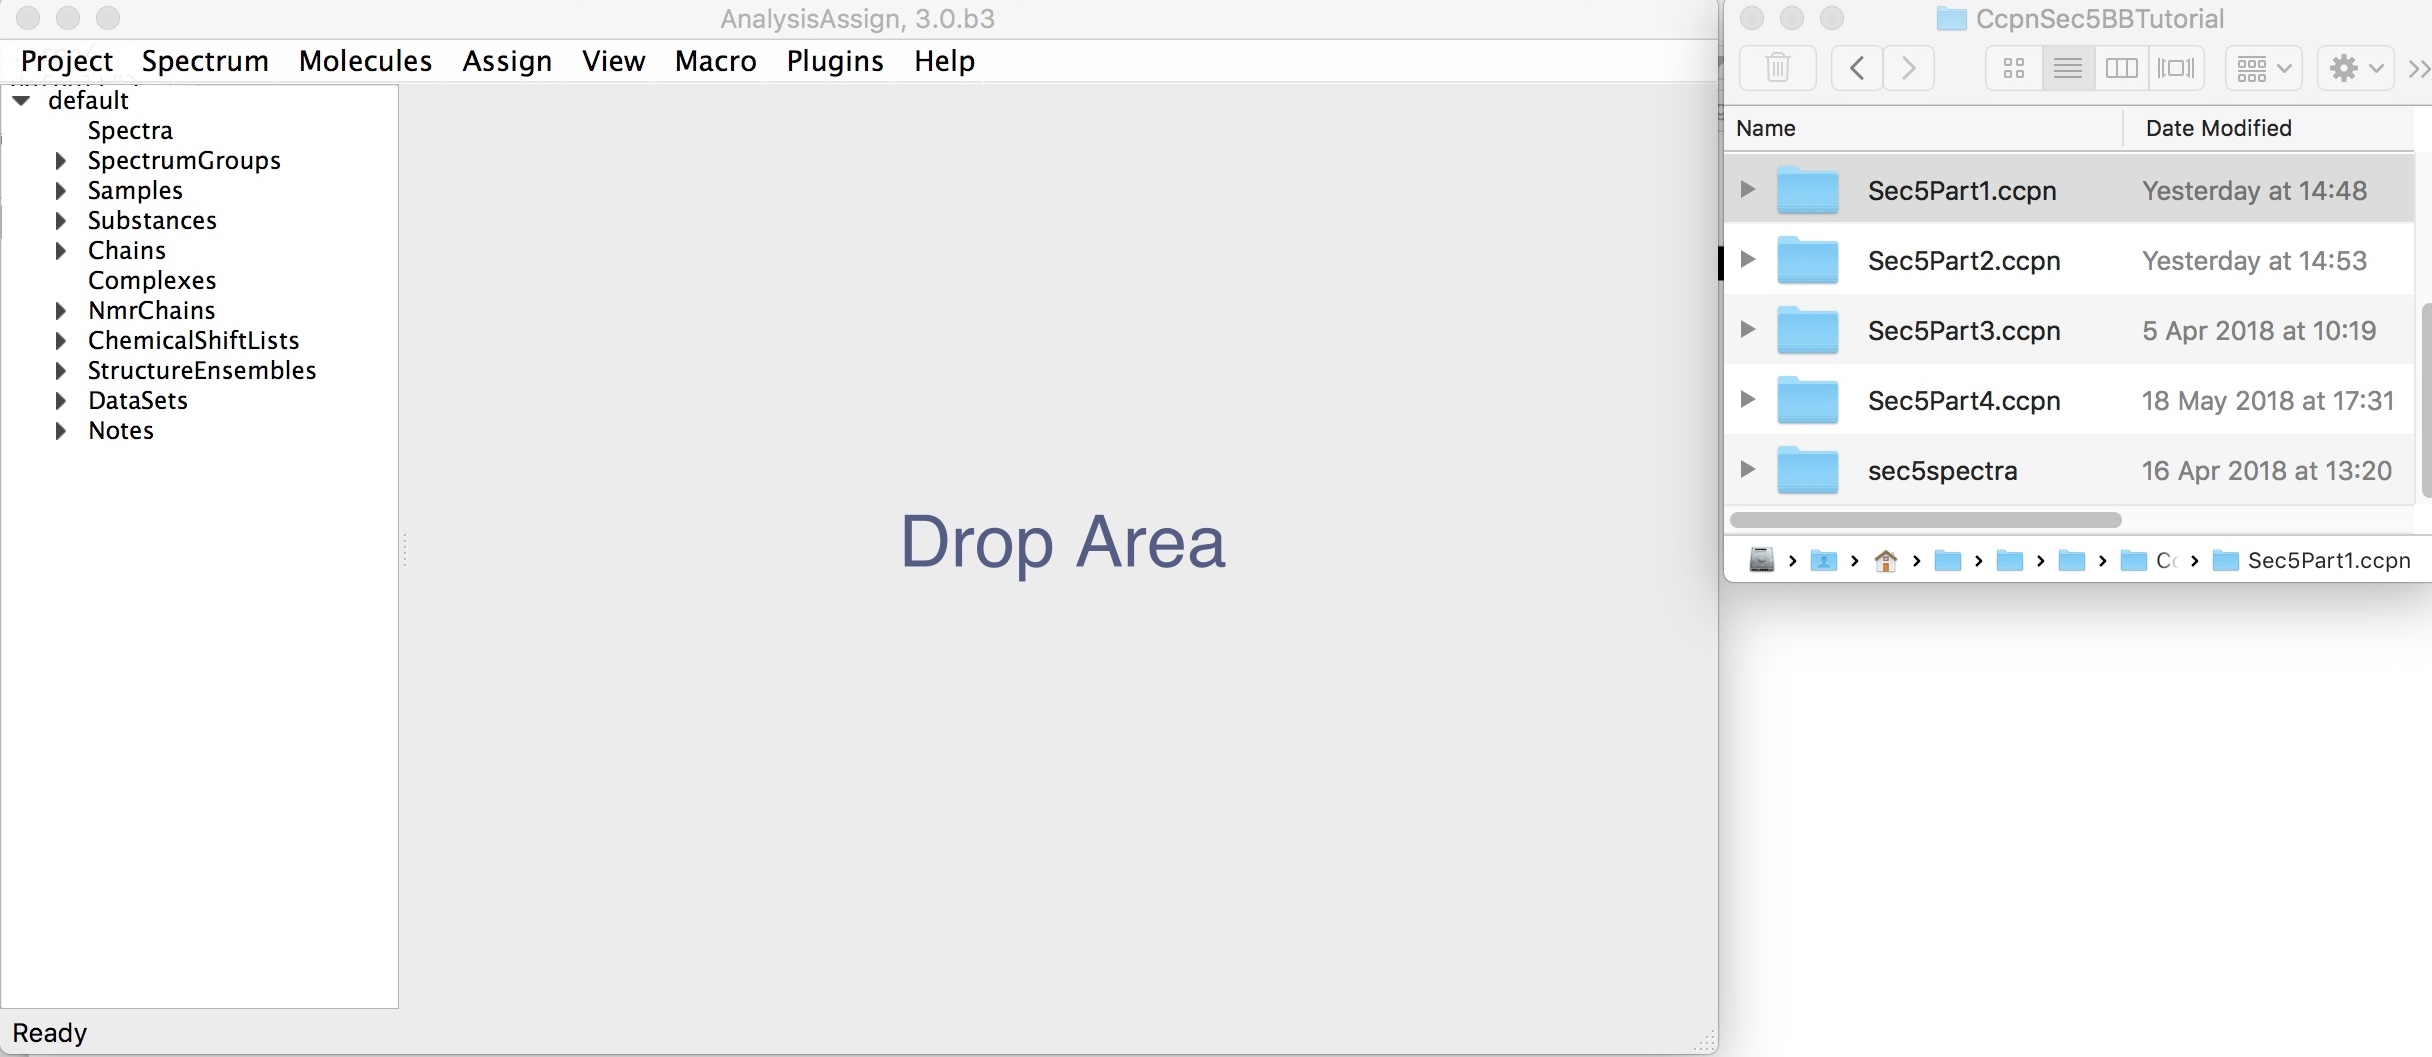 AnalysisAssign, 3.0.b3
Project Spectrum Molecules Assign View Macro Plugins Help
default
Spectra
SpectrumGroups
Samples
Substances
Chains
Complexes
NmrChains
ChemicalShiftLists
StructureEnsembles
DataSets
Notes
Drop Area
Ready
CcpnSec5BBTutorial
Name Date Modified
Sec5Part1.ccpn Yesterday at 14:48
Sec5Part2.ccpn Yesterday at 14:53
Sec5Part3.ccpn 5 Apr 2018 at 10:19
Sec5Part4.ccpn 18 May 2018 at 17:31
sec5spectra 16 Apr 2018 at 13:20
Sec5Part1.ccpn